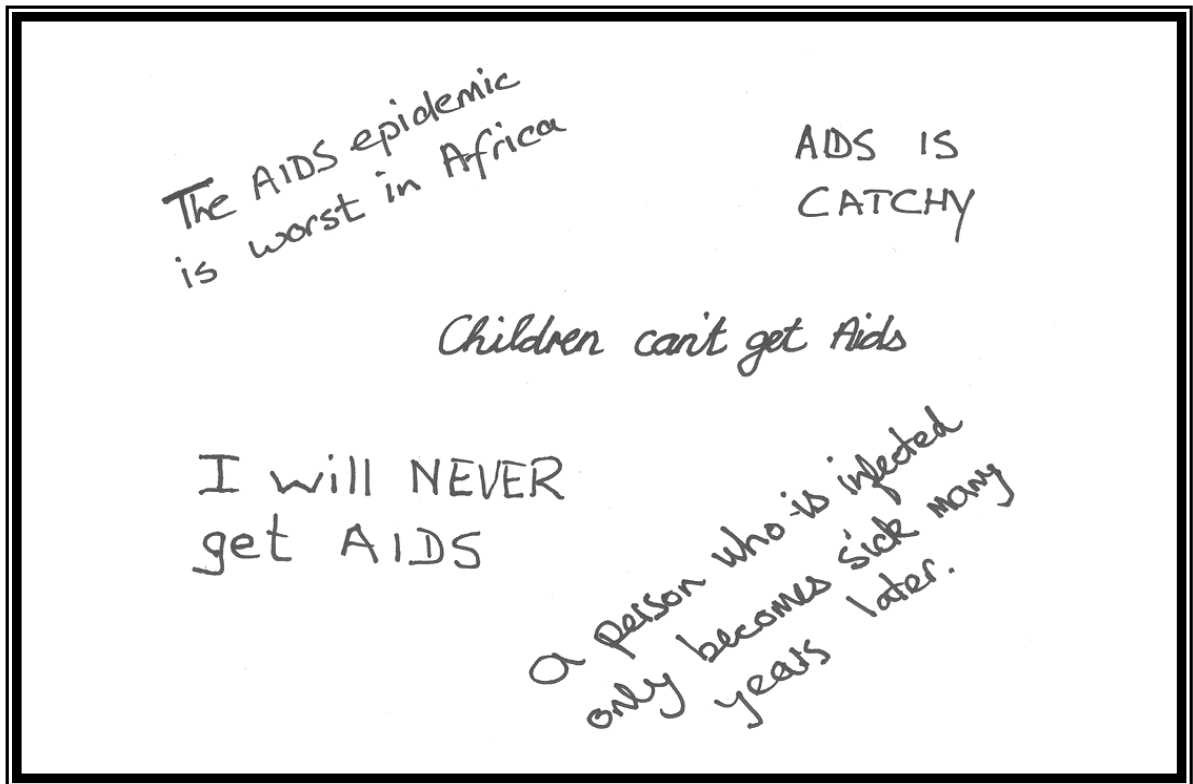 The AIDS epidemic
is worst in Africa
AIDS IS
CATCHY
Children can't get Aids
I will NEVER
get AIDS
a person who is infected
only becomes sick many
years later.